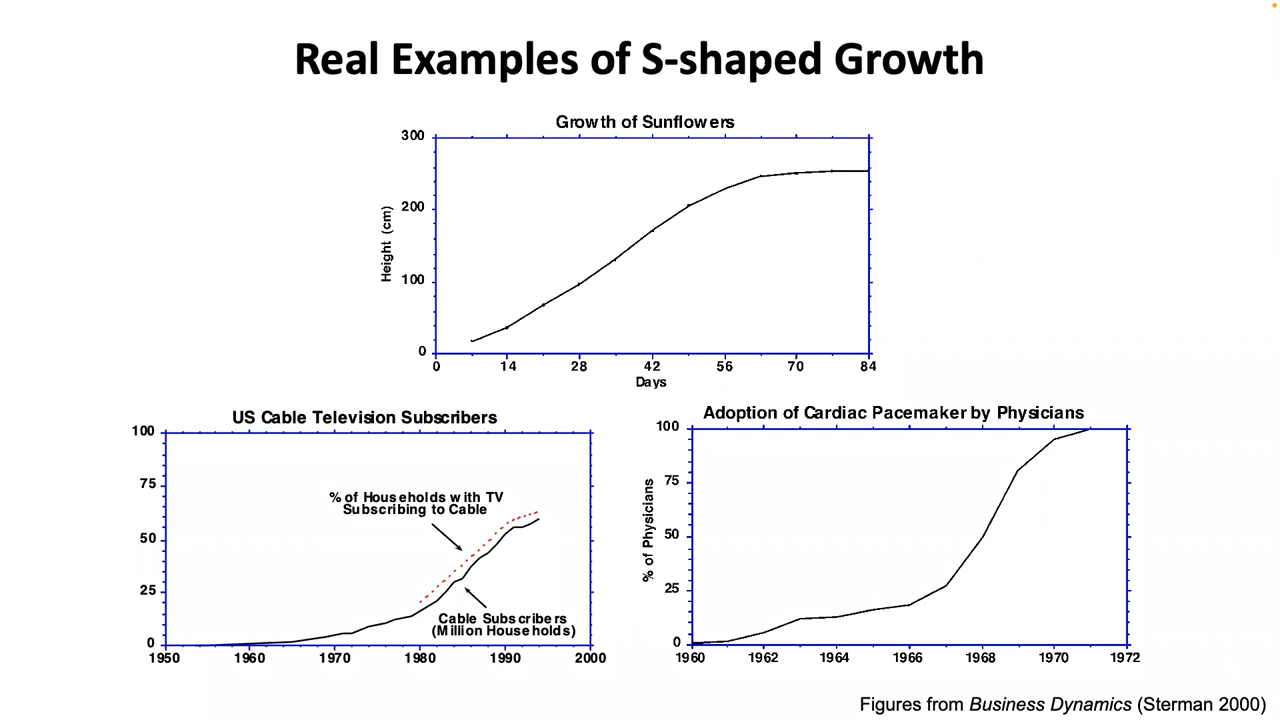 Real Examples of S-shaped Growth
Growth of Sunflowers
300
200
100
0
Height (cm)
0 14 28 42 56 70 84
Days
US Cable Television Subscribers
100
75
50
25
0
% of Households with TV
Subscribing to Cable
Cable Subscribers
(Million Households)
1950 1960 1970 1980 1990 2000
Adoption of Cardiac Pacemaker by Physicians
100
75
50
25
0
% of Physicians
1960 1962 1964 1966 1968 1970 1972
Figures from Business Dynamics (Sterman 2000)